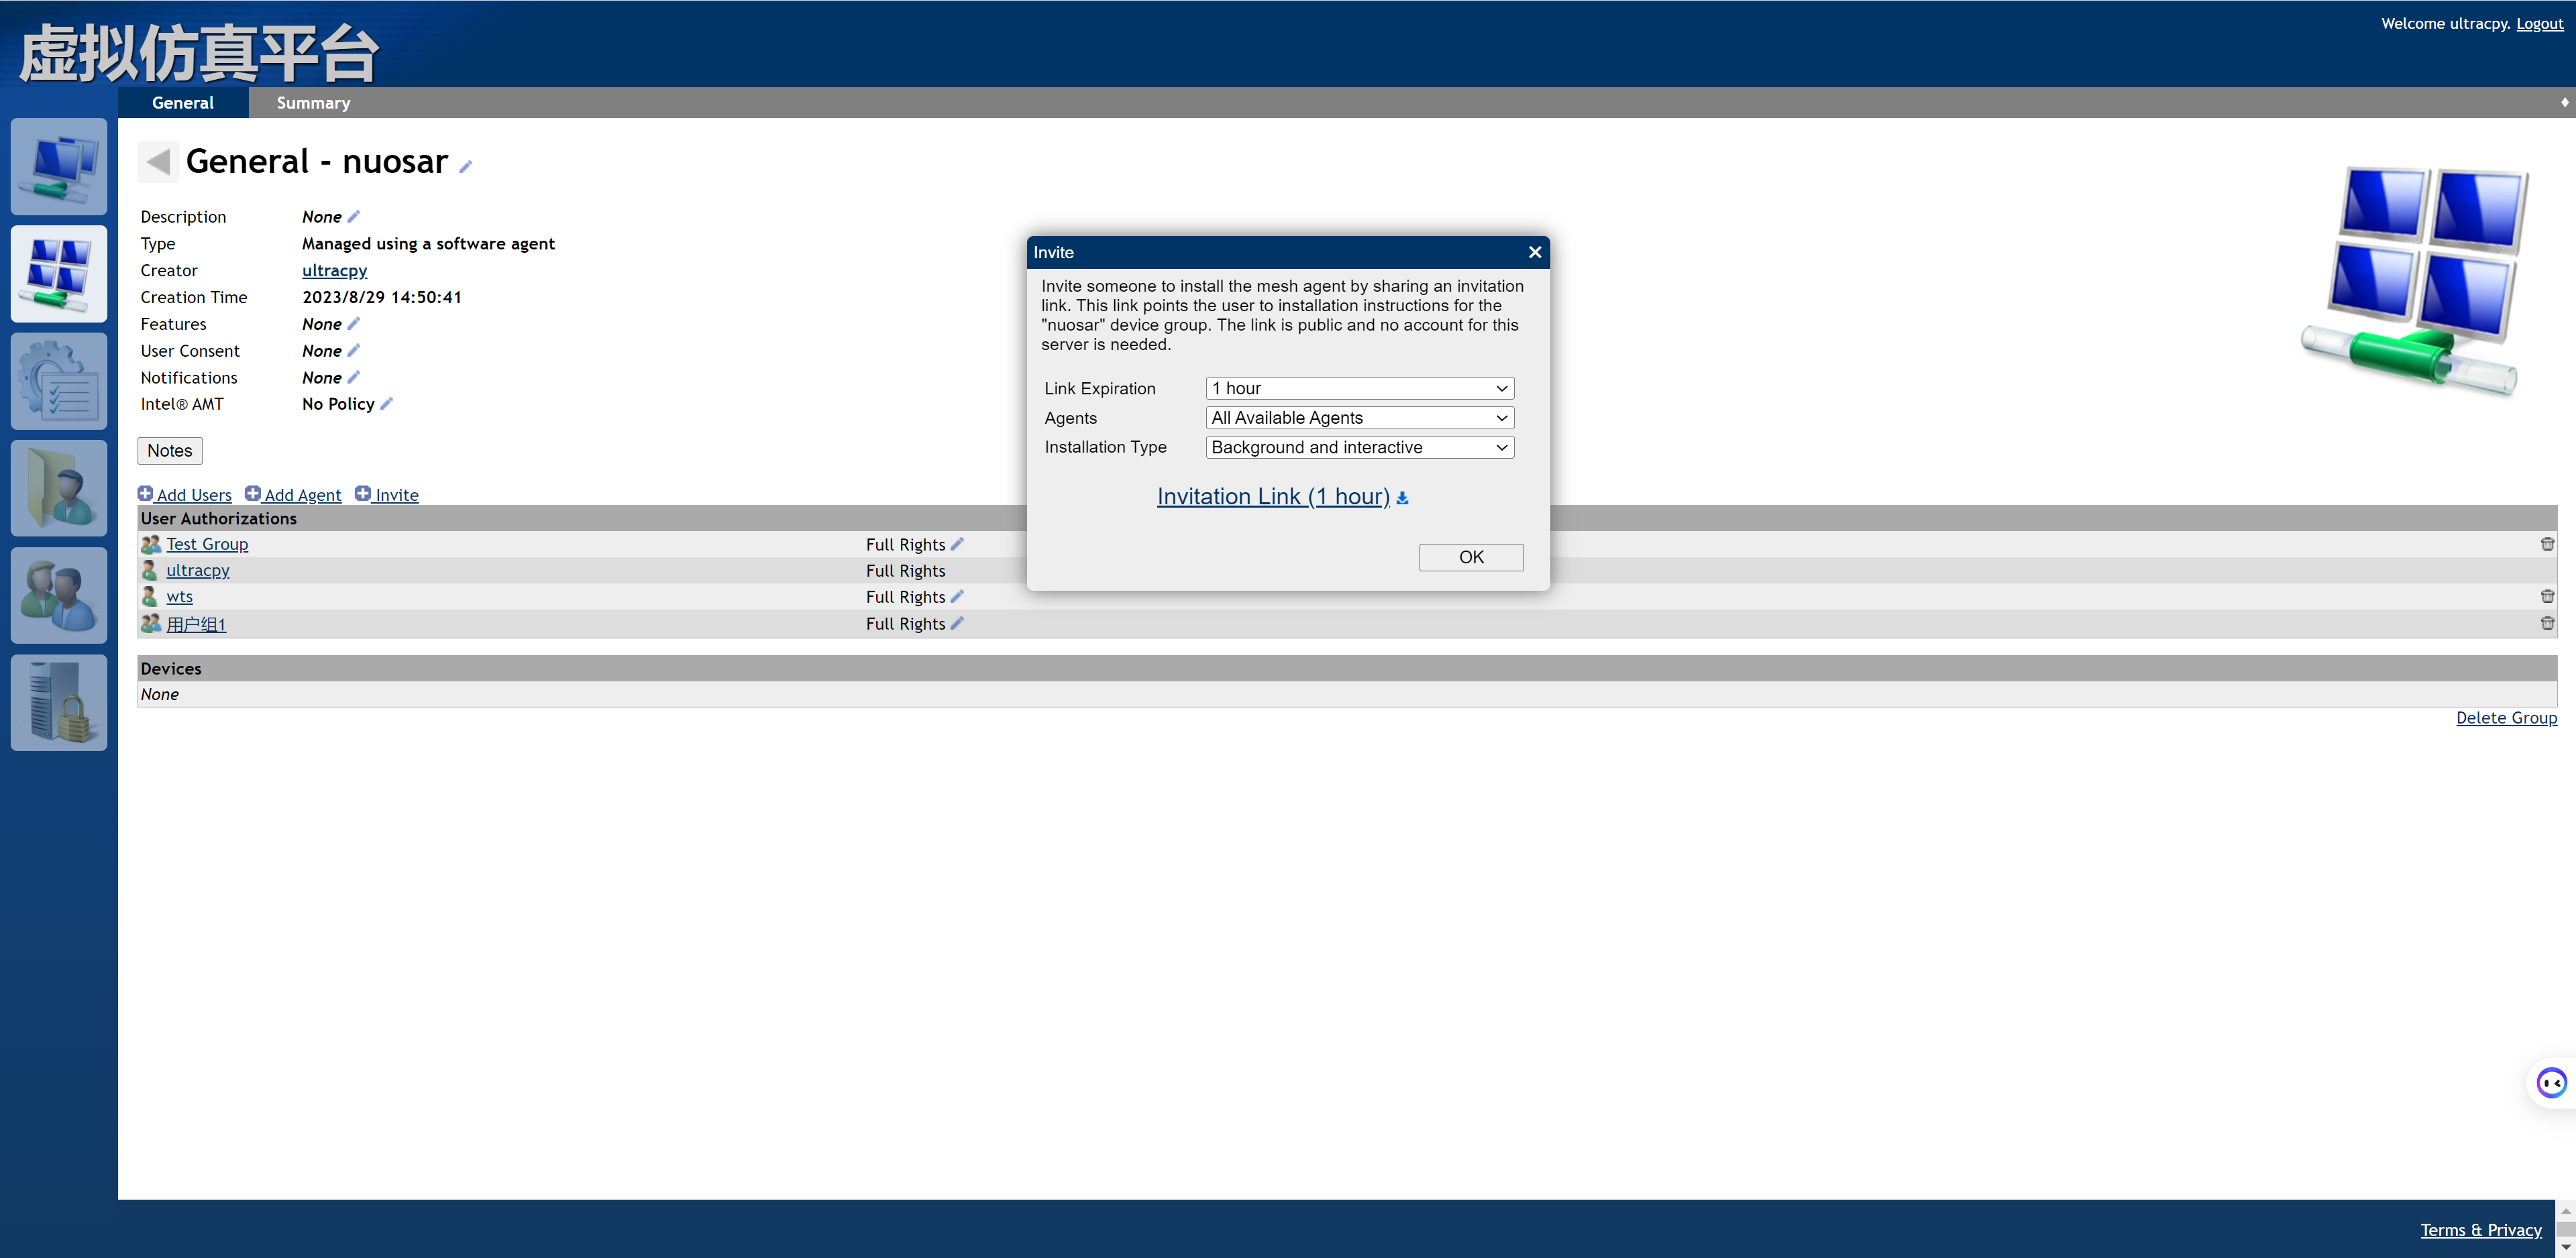 虚拟仿真平台
Welcome ultracpy. Logout
General Summary
General - nuosar
Description None
Type Managed using a software agent
Creator ultracpy
Creation Time 2023/8/29 14:50:41
Features None
User Consent None
Notifications None
Intel® AMT No Policy
Notes
Add Users Add Agent Invite
User Authorizations
Test Group Full Rights
ultracpy Full Rights
wts Full Rights
用户组1 Full Rights
Devices
None
Delete Group
Invite
Invite someone to install the mesh agent by sharing an invitation
link. This link points the user to installation instructions for the
"nuosar" device group. The link is public and no account for this
server is needed.
Link Expiration 1 hour
Agents All Available Agents
Installation Type Background and interactive
Invitation Link (1 hour)
OK
Terms & Privacy